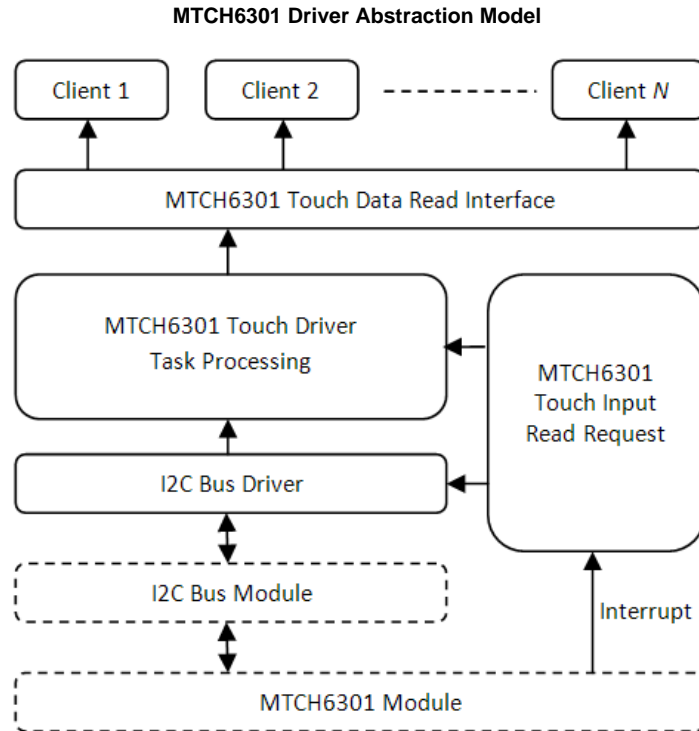 MTCH6301 Driver Abstraction Model
Client 1
Client 2
Client N
MTCH6301 Touch Data Read Interface
MTCH6301 Touch Driver
Task Processing
MTCH6301
Touch Input
Read Request
I2C Bus Driver
I2C Bus Module
Interrupt
MTCH6301 Module